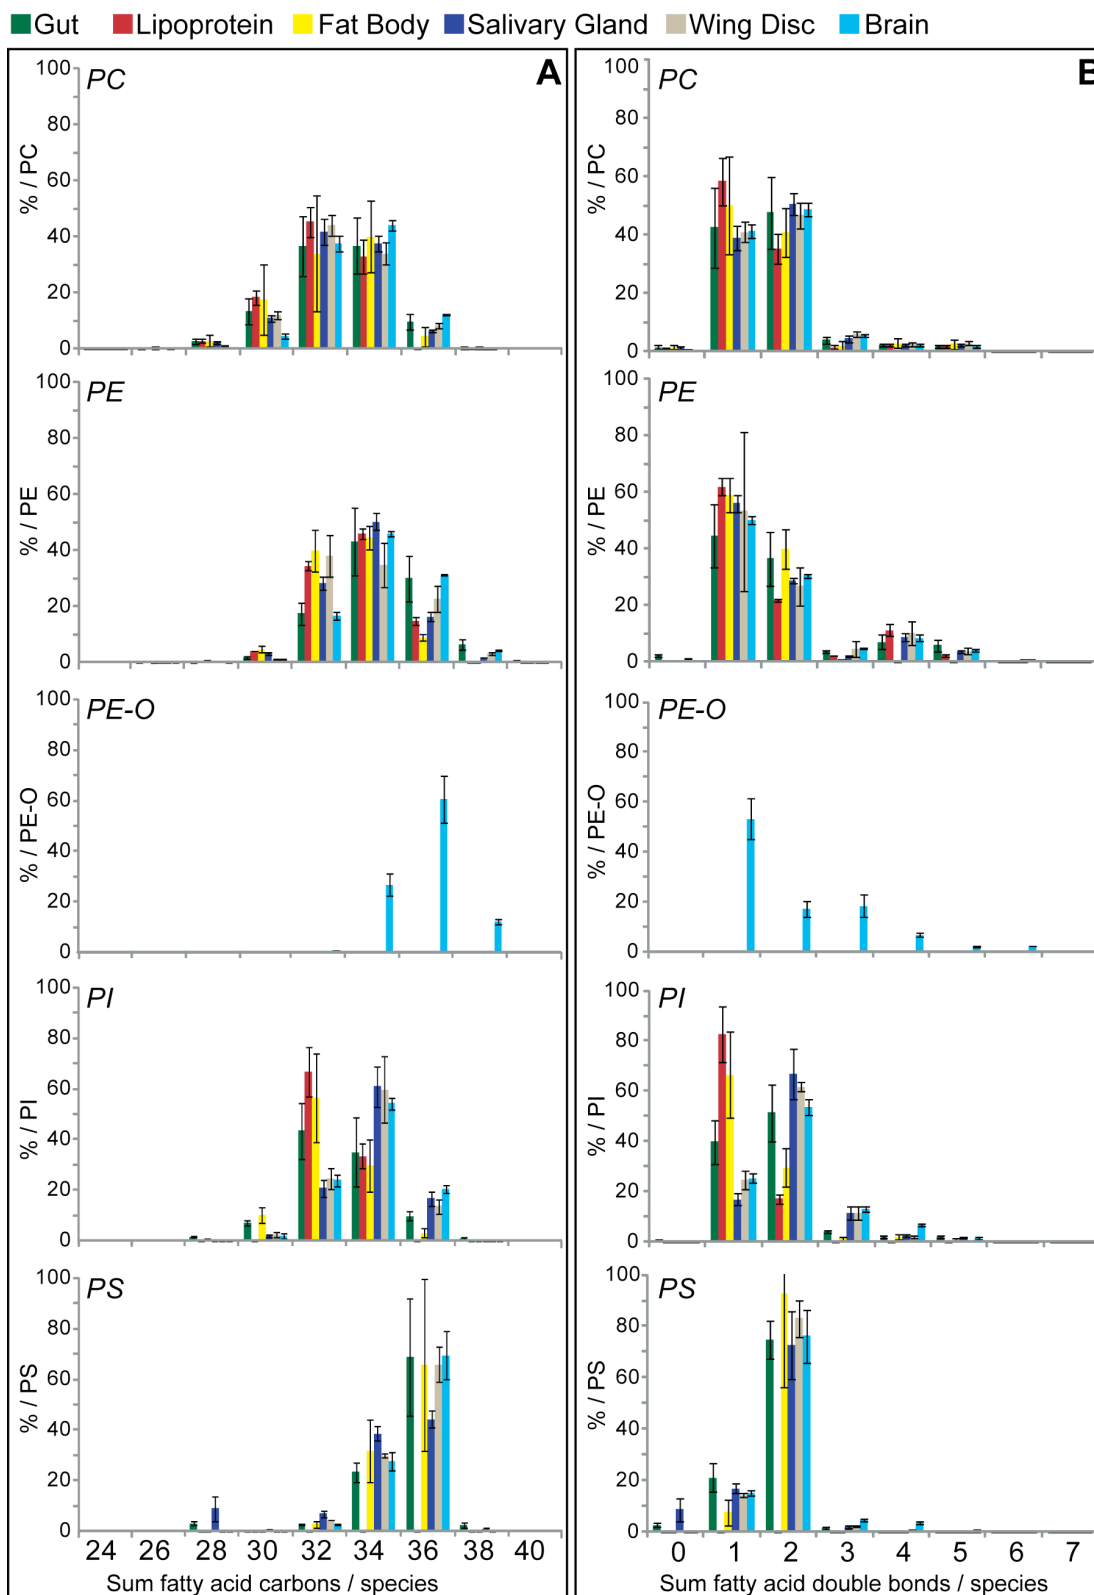 Gut Lipoprotein Fat Body Salivary Gland Wing Disc Brain
A
PC
% / PC
100
80
60
40
20
0
PE
% / PE
100
80
60
40
20
0
PE-O
% / PE-O
100
80
60
40
20
0
PI
% / PI
100
80
60
40
20
0
PS
% / PS
100
80
60
40
20
0
24 26 28 30 32 34 36 38 40
Sum fatty acid carbons / species
B
PC
% / PC
100
80
60
40
20
0
PE
% / PE
100
80
60
40
20
0
PE-O
% / PE-O
100
80
60
40
20
0
PI
% / PI
100
80
60
40
20
0
PS
% / PS
100
80
60
40
20
0
0 1 2 3 4 5 6 7
Sum fatty acid double bonds / species